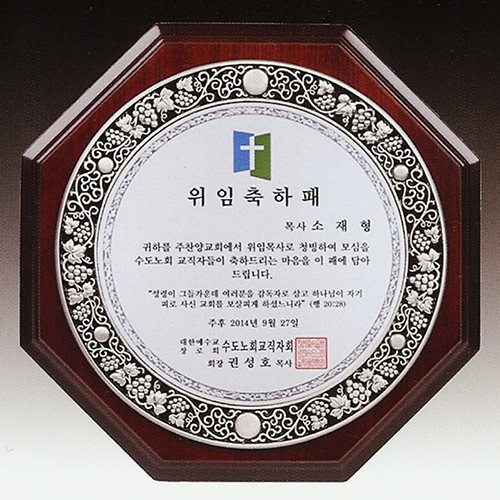 위임축하패
목사 소 재 형
귀하를 주찬양교회에서 위임목사로 청빙하여 모심을
수도노회 교직자들이 축하드리는 마음을 이 패에 담아
드립니다.
“성령이 그들가운데 여러분을 감독자로 삼고 하나님이 자기
피로 사신 교회를 보살피게 하셨느니라” (행 20:28)
주후 2014년 9월 27일
대한예수교
장 로 회 수도노회교직자회
회장 권 성 호 목사